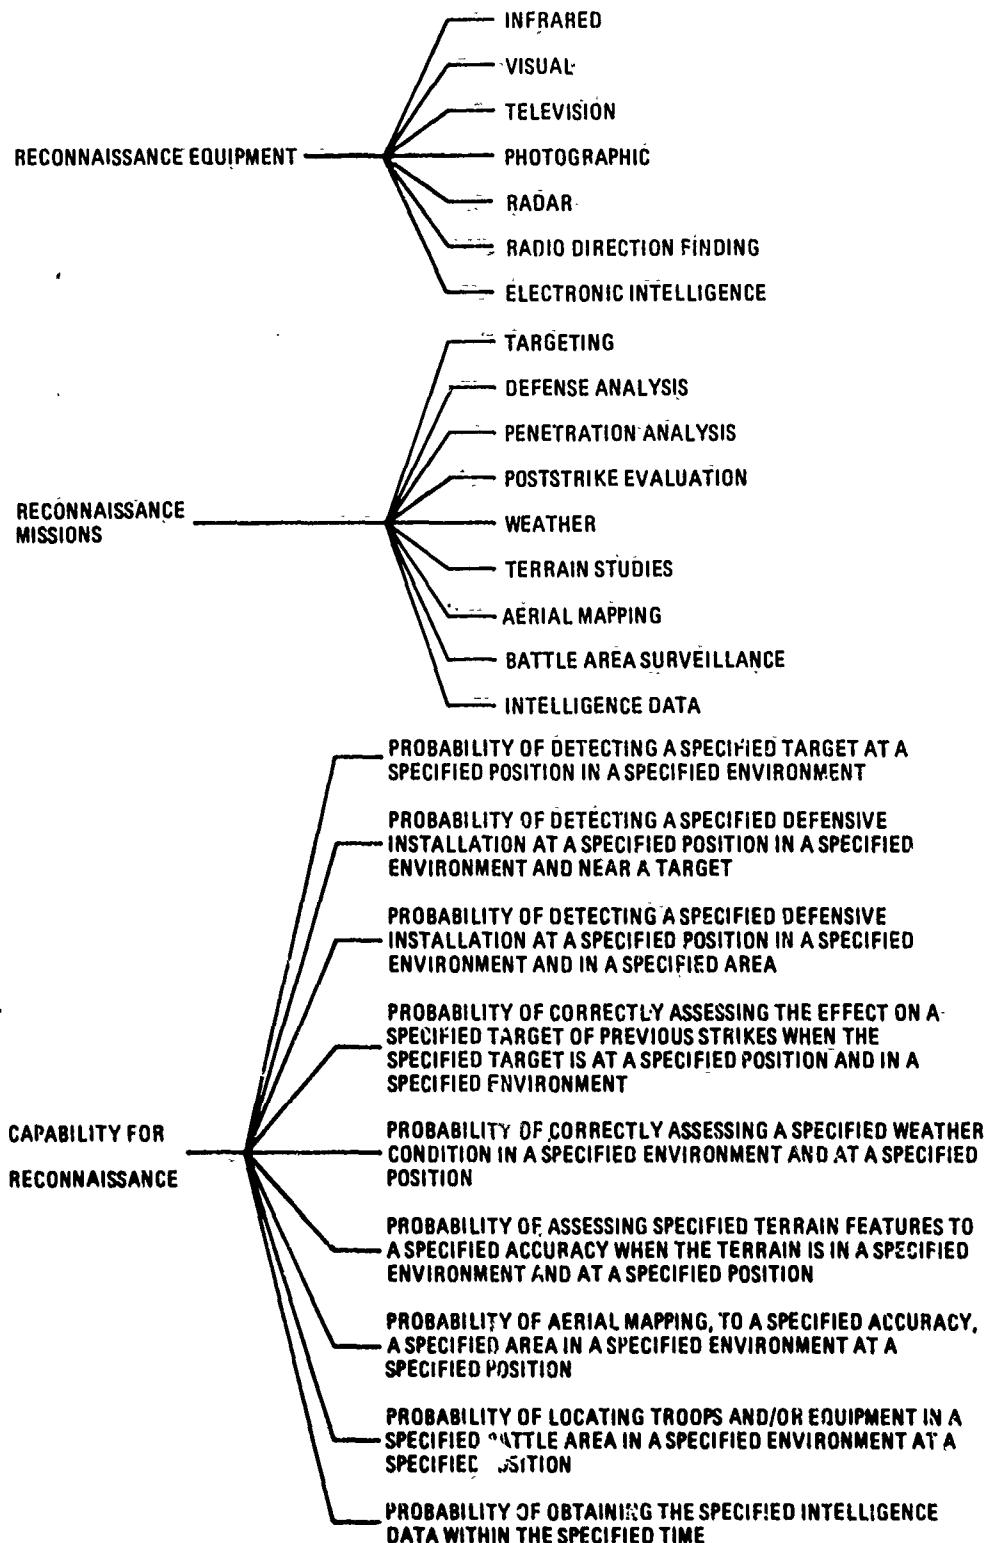 RECONNAISSANCE EQUIPMENT
INFRARED
VISUAL
TELEVISION
PHOTOGRAPHIC
RADAR
RADIO DIRECTION FINDING
ELECTRONIC INTELLIGENCE
RECONNAISSANCE
MISSIONS
TARGETING
DEFENSE ANALYSIS
PENETRATION ANALYSIS
POSTSTRIKE EVALUATION
WEATHER
TERRAIN STUDIES
AERIAL MAPPING
BATTLE AREA SURVEILLANCE
INTELLIGENCE DATA
CAPABILITY FOR
RECONNAISSANCE
PROBABILITY OF DETECTING A SPECIFIED TARGET AT A
SPECIFIED POSITION IN A SPECIFIED ENVIRONMENT
PROBABILITY OF DETECTING A SPECIFIED DEFENSIVE
INSTALLATION AT A SPECIFIED POSITION IN A SPECIFIED
ENVIRONMENT AND NEAR A TARGET
PROBABILITY OF DETECTING A SPECIFIED DEFENSIVE
INSTALLATION AT A SPECIFIED POSITION IN A SPECIFIED
ENVIRONMENT AND IN A SPECIFIED AREA
PROBABILITY OF CORRECTLY ASSESSING THE EFFECT ON A
SPECIFIED TARGET OF PREVIOUS STRIKES WHEN THE
SPECIFIED TARGET IS AT A SPECIFIED POSITION AND IN A
SPECIFIED ENVIRONMENT
PROBABILITY OF CORRECTLY ASSESSING A SPECIFIED WEATHER
CONDITION IN A SPECIFIED ENVIRONMENT AND AT A SPECIFIED
POSITION
PROBABILITY OF ASSESSING SPECIFIED TERRAIN FEATURES TO
A SPECIFIED ACCURACY WHEN THE TERRAIN IS IN A SPECIFIED
ENVIRONMENT AND AT A SPECIFIED POSITION
PROBABILITY OF AERIAL MAPPING, TO A SPECIFIED ACCURACY,
A SPECIFIED AREA IN A SPECIFIED ENVIRONMENT AT A
SPECIFIED POSITION
PROBABILITY OF LOCATING TROOPS AND/OR EQUIPMENT IN A
SPECIFIED BATTLE AREA IN A SPECIFIED ENVIRONMENT AT A
SPECIFIED POSITION
PROBABILITY OF OBTAINING THE SPECIFIED INTELLIGENCE
DATA WITHIN THE SPECIFIED TIME